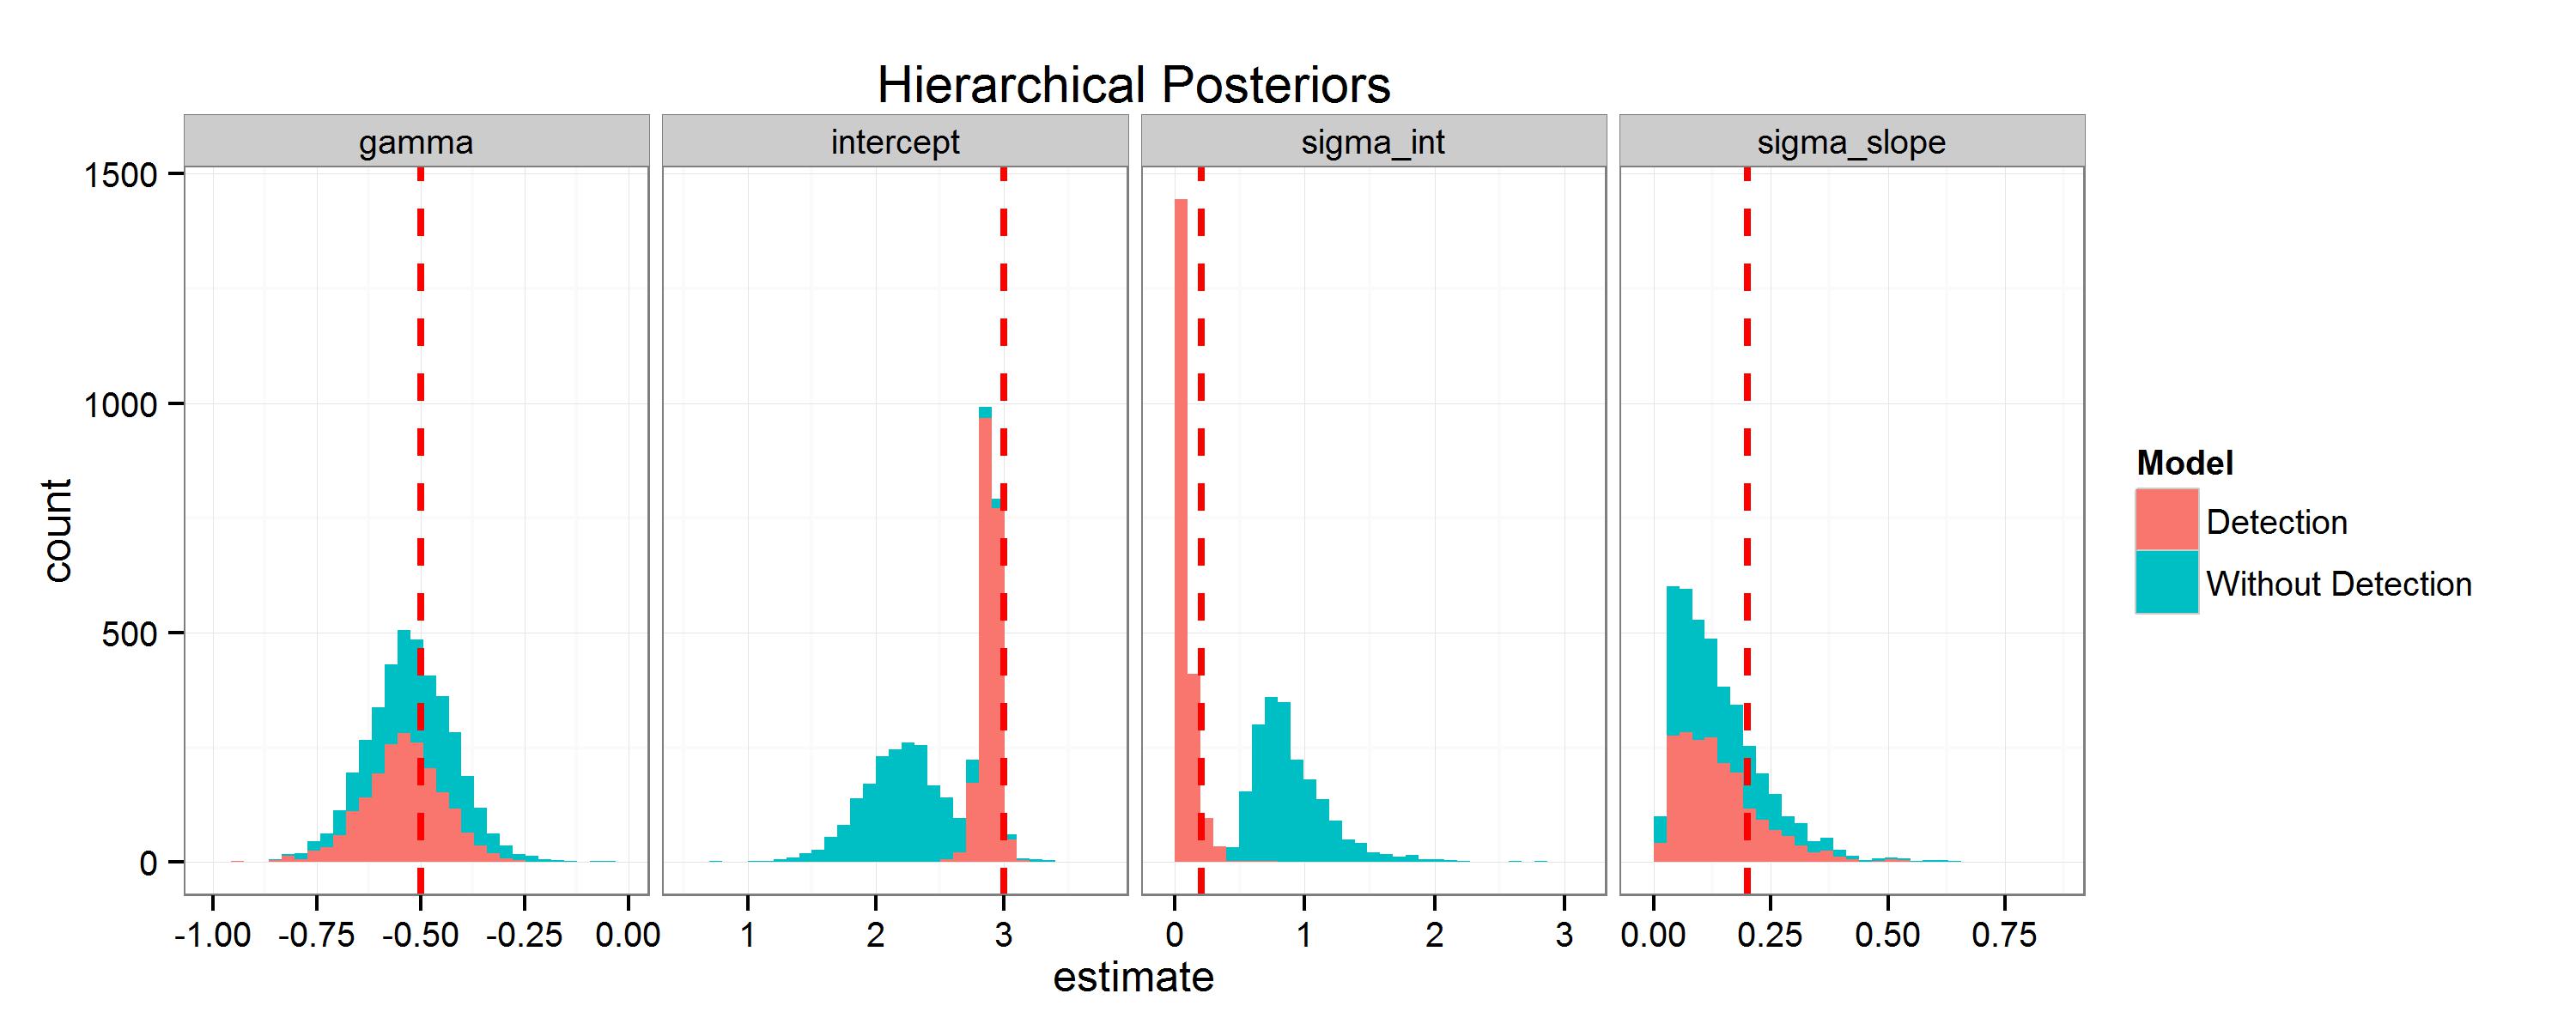 Hierarchical Posteriors
gamma
intercept
sigma_int
sigma_slope
1500
1000
500
0
count
-1.00 -0.75 -0.50 -0.25 0.00
1 2 3
0 1 2 3
0.00 0.25 0.50 0.75
estimate
Model
Detection
Without Detection